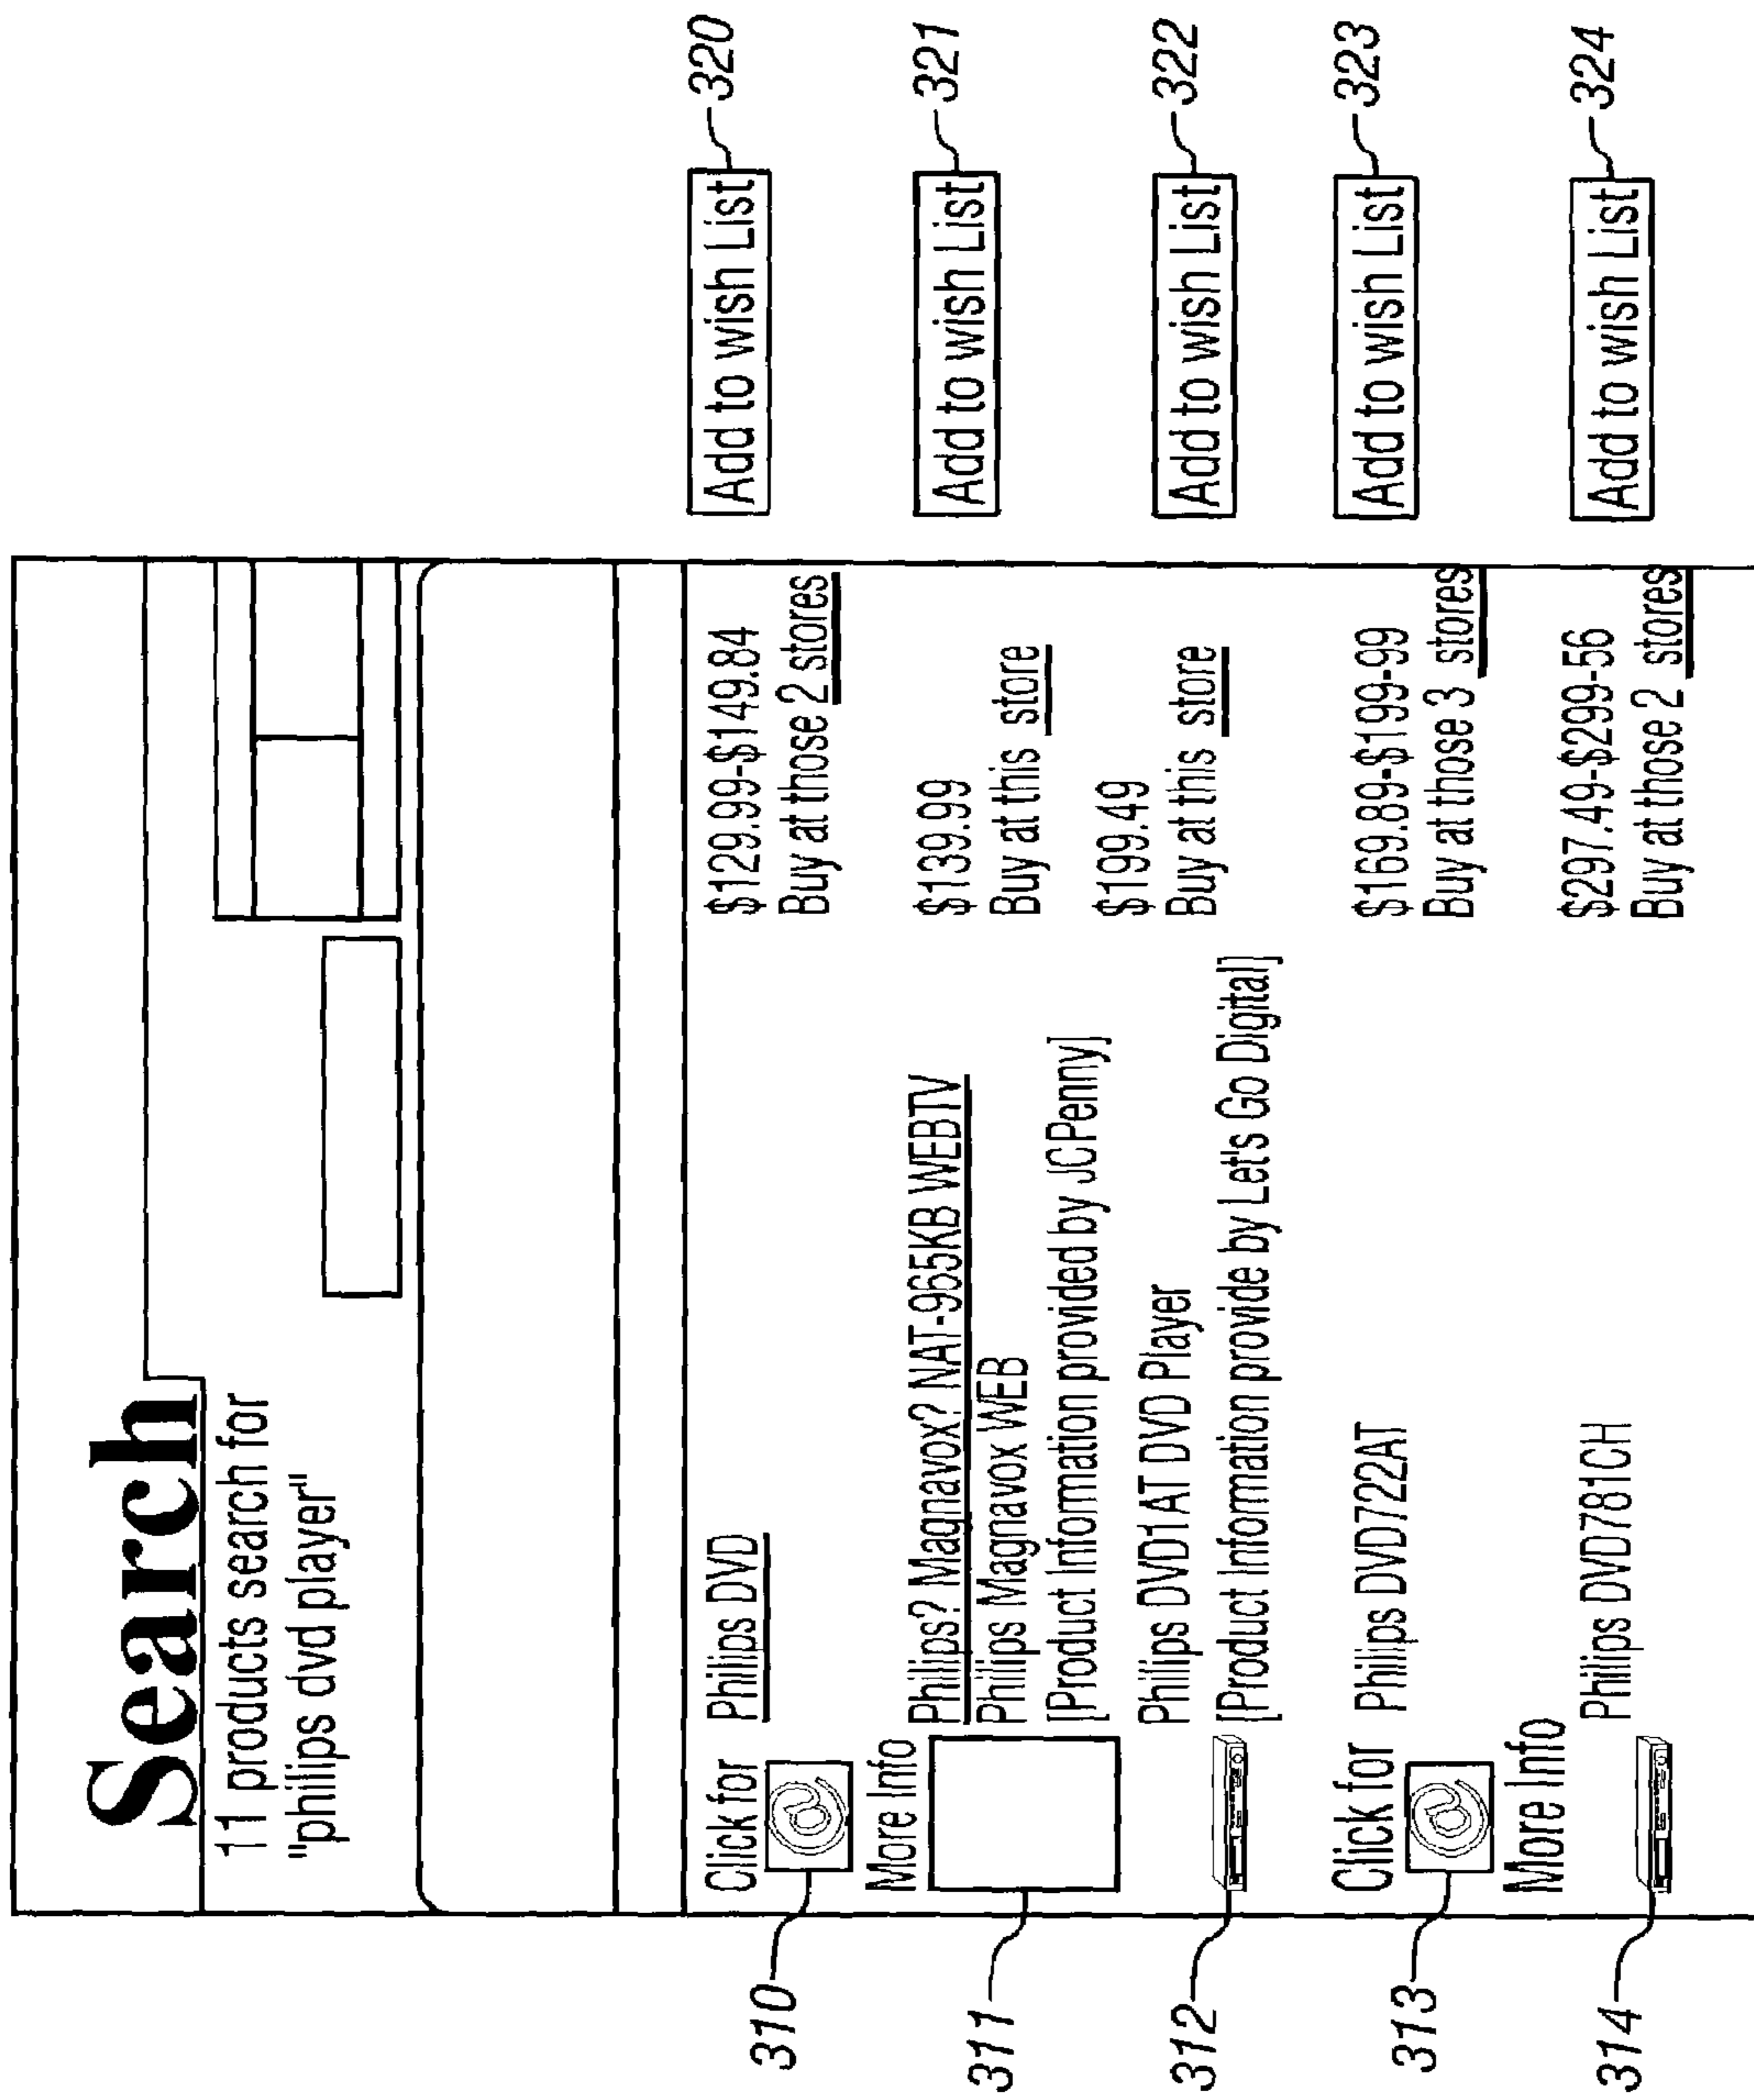 Search
11 products search for
"philips dvd player"
Click for
More Info
Philips DVD
$129.99-$149.84
Buy at those 2 stores
Add to wish List
310
320
Philips? Magnavox? NAT-965KB WEBTV
Philips Magnavox WEB
[Product Information provided by JCPenny]
$139.99
Buy at this store
Add to wish List
311
321
Philips DVD1AT DVD Player
[Product Information provide by Let's Go Digital]
$199.49
Buy at this store
Add to wish List
312
322
Click for
More Info
Philips DVD722AT
$169.89-$199-99
Buy at those 3 stores
Add to wish List
313
323
Philips DVD781CH
$297.49-$299-56
Buy at those 2 stores
Add to wish List
314
324